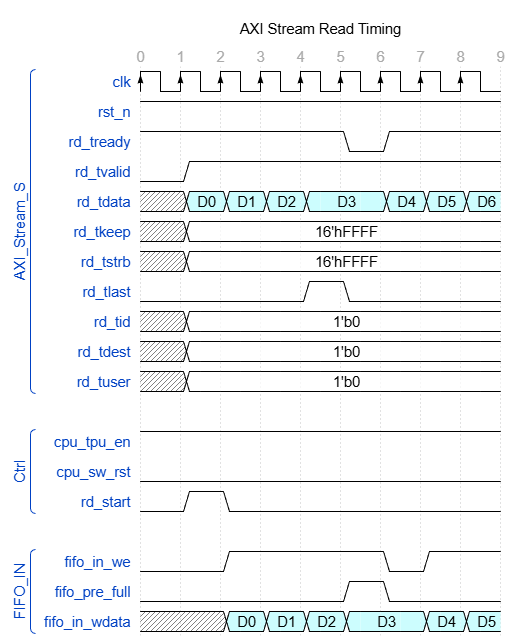 AXI Stream Read Timing
0 1 2 3 4 5 6 7 8 9
AXI_Stream_S
clk
rst_n
rd_tready
rd_tvalid
rd_tdata D0 D1 D2 D3 D4 D5 D6
rd_tkeep 16'hFFFF
rd_tstrb 16'hFFFF
rd_tlast
rd_tid 1'b0
rd_tdest 1'b0
rd_tuser 1'b0
Ctrl
cpu_tpu_en
cpu_sw_rst
rd_start
FIFO_IN
fifo_in_we
fifo_pre_full
fifo_in_wdata D0 D1 D2 D3 D4 D5